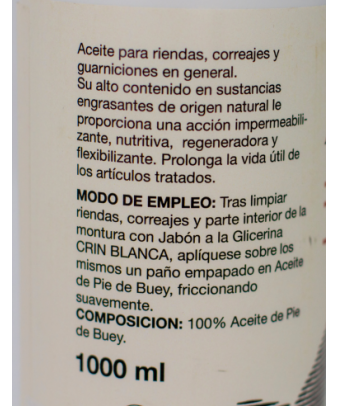 Aceite para riendas, correajes y
guarniciones en general.
Su alto contenido en sustancias
engrasantes de origen natural le
proporciona una acción impermeabili-
zante, nutritiva, regeneradora y
flexibilizante. Prolonga la vida útil de
los artículos tratados.
MODO DE EMPLEO: Tras limpiar
riendas, correajes y parte interior de la
montura con Jabón a la Glicerina
CRIN BLANCA, aplíquese sobre los
mismos un paño empapado en Aceite
de Pie de Buey, friccionando
suavemente.
COMPOSICION: 100% Aceite de Pie
de Buey.
1000 ml